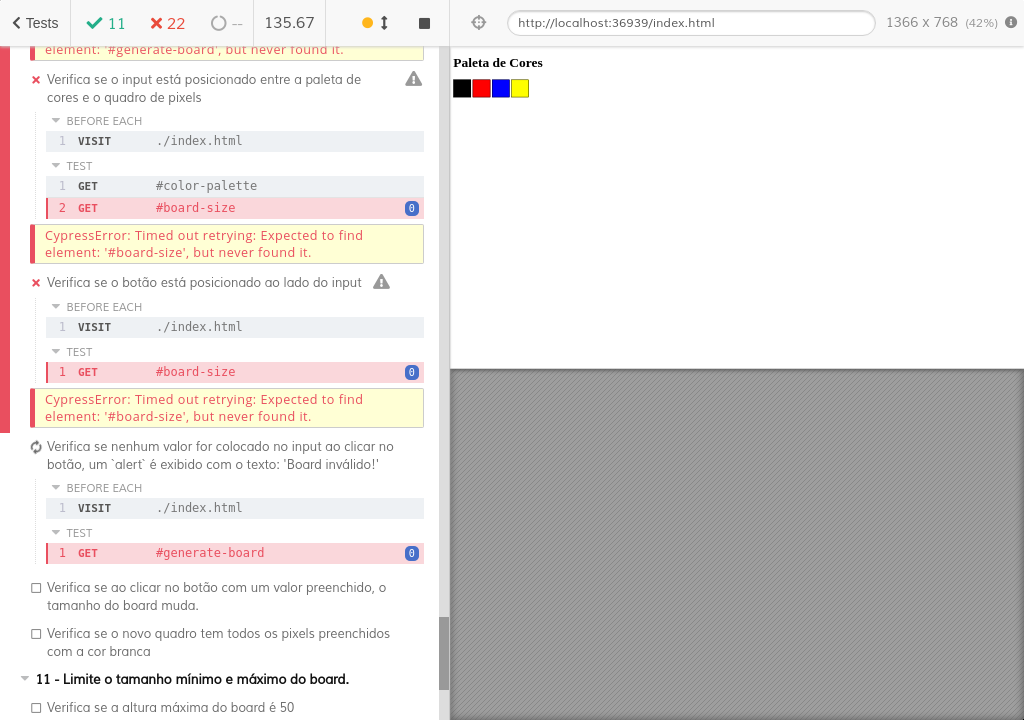 Tests
11
22
--
135.67
http://localhost:36939/index.html
1366 x 768 (42%)
element: '#generate-board', but never found it.
Verifica se o input está posicionado entre a paleta de
cores e o quadro de pixels
BEFORE EACH
1 VISIT ./index.html
TEST
1 GET #color-palette
2 GET #board-size 0
CypressError: Timed out retrying: Expected to find
element: '#board-size', but never found it.
Verifica se o botão está posicionado ao lado do input
BEFORE EACH
1 VISIT ./index.html
TEST
1 GET #board-size 0
CypressError: Timed out retrying: Expected to find
element: '#board-size', but never found it.
Verifica se nenhum valor for colocado no input ao clicar no
botão, um `alert` é exibido com o texto: 'Board inválido!'
BEFORE EACH
1 VISIT ./index.html
TEST
1 GET #generate-board 0
Verifica se ao clicar no botão com um valor preenchido, o
tamanho do board muda.
Verifica se o novo quadro tem todos os pixels preenchidos
com a cor branca
11 - Limite o tamanho mínimo e máximo do board.
Verifica se a altura máxima do board é 50
Paleta de Cores